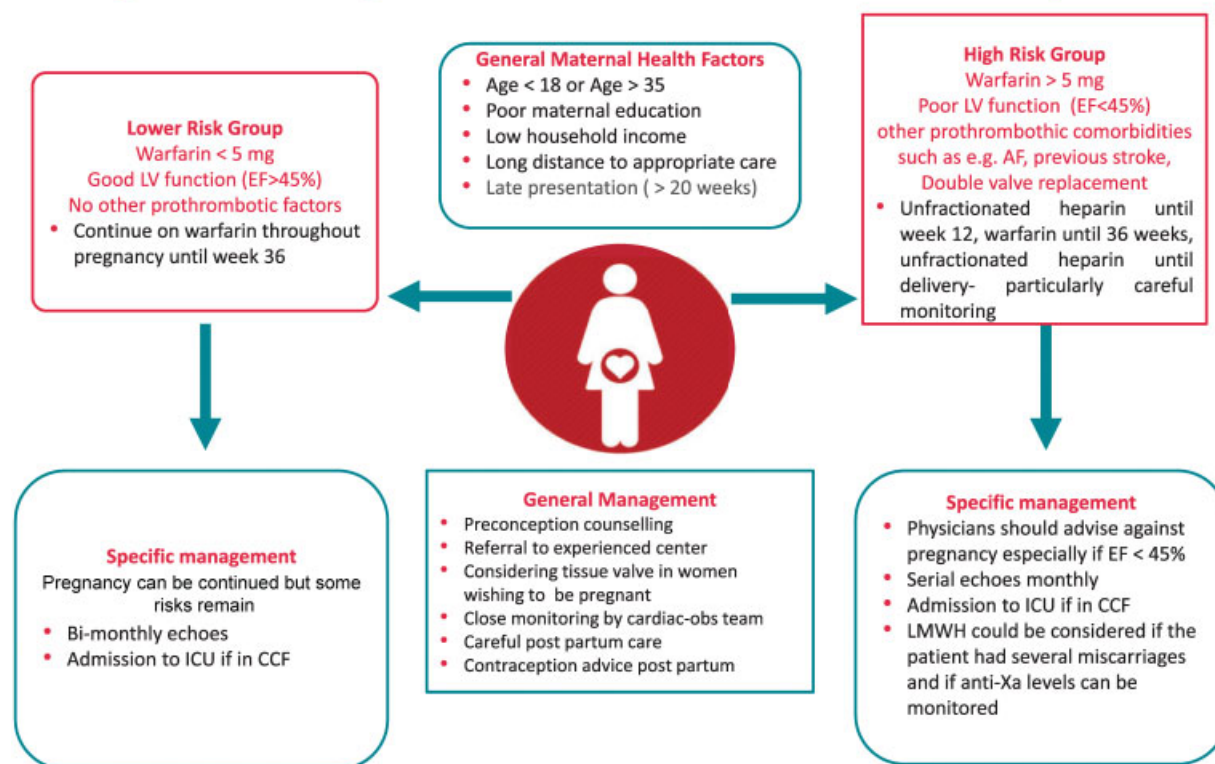 General Maternal Health Factors
• Age < 18 or Age > 35
• Poor maternal education
• Low household income
• Long distance to appropriate care
• Late presentation ( > 20 weeks)
Lower Risk Group
Warfarin < 5 mg
Good LV function (EF>45%)
No other prothrombotic factors
• Continue on warfarin throughout
pregnancy until week 36
High Risk Group
Warfarin > 5 mg
Poor LV function (EF<45%)
other prothrombothic comorbidities
such as e.g. AF, previous stroke,
Double valve replacement
• Unfractionated heparin until
week 12, warfarin until 36 weeks,
unfractionated heparin until
delivery- particularly careful
monitoring
Specific management
Pregnancy can be continued but some
risks remain
• Bi-monthly echoes
• Admission to ICU if in CCF
General Management
• Preconception counselling
• Referral to experienced center
• Considering tissue valve in women
wishing to be pregnant
• Close monitoring by cardiac-obs team
• Careful post partum care
• Contraception advice post partum
Specific management
• Physicians should advise against
pregnancy especially if EF < 45%
• Serial echoes monthly
• Admission to ICU if in CCF
• LMWH could be considered if the
patient had several miscarriages
and if anti-Xa levels can be
monitored